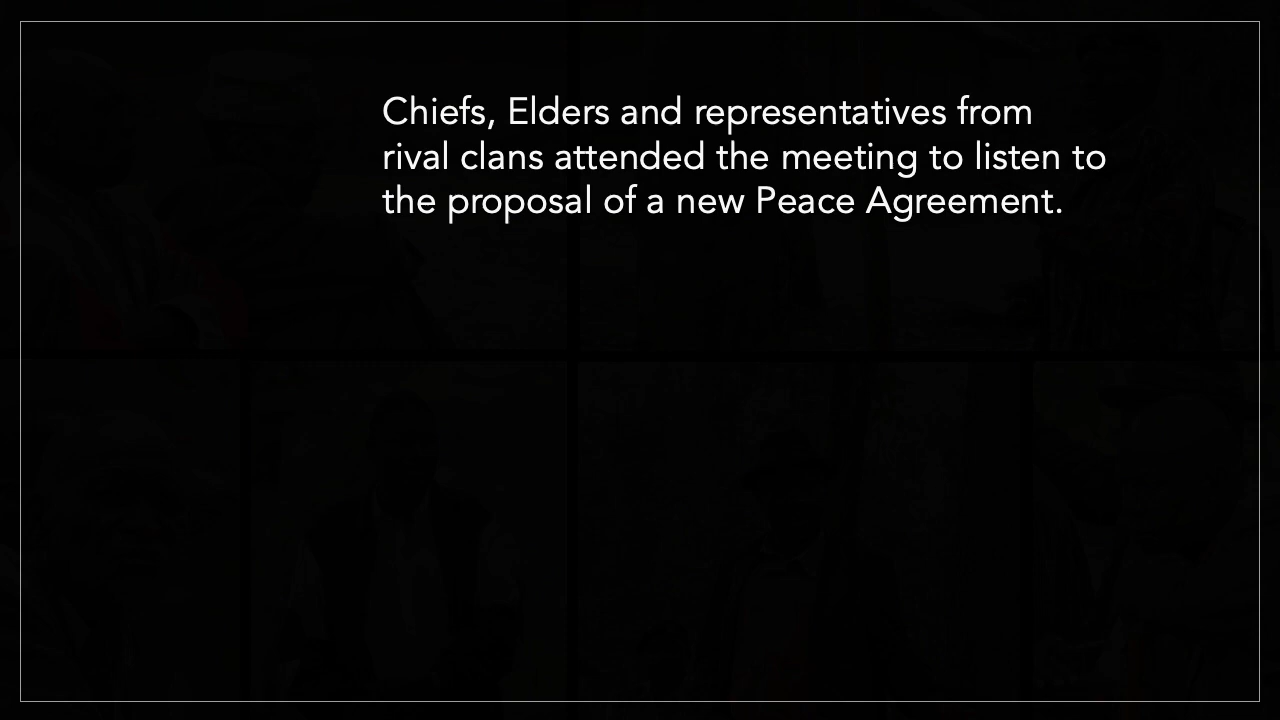 Chiefs, Elders and representatives from
rival clans attended the meeting to listen to
the proposal of a new Peace Agreement.